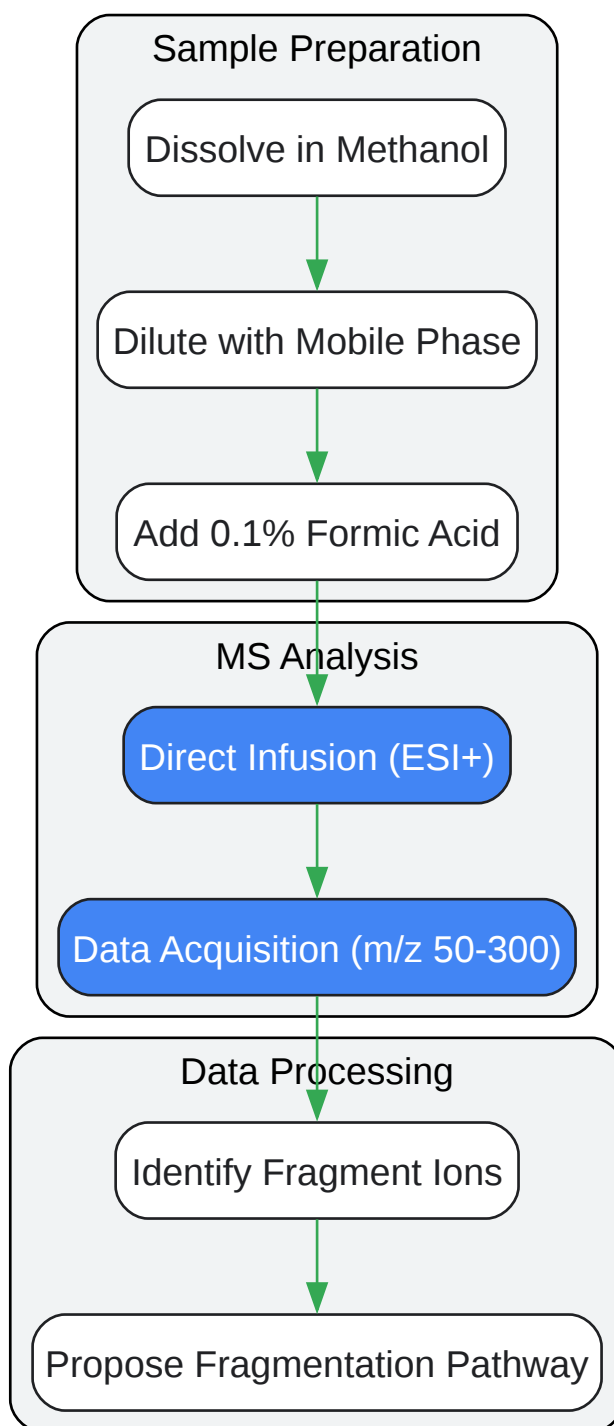 Sample Preparation
Dissolve in Methanol
Dilute with Mobile Phase
Add 0.1% Formic Acid
MS Analysis
Direct Infusion (ESI+)
Data Acquisition (m/z 50-300)
Data Processing
Identify Fragment Ions
Propose Fragmentation Pathway